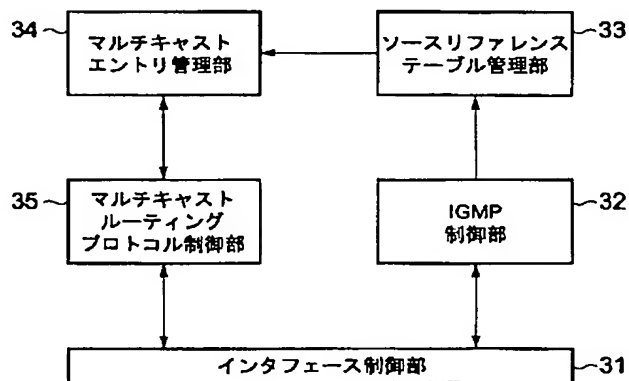 34
マルチキャスト
エントリ管理部
ソースリファレンス
テーブル管理部
33
35
マルチキャスト
ルーティング
プロトコル制御部
IGMP
制御部
32
インタフェース制御部
31